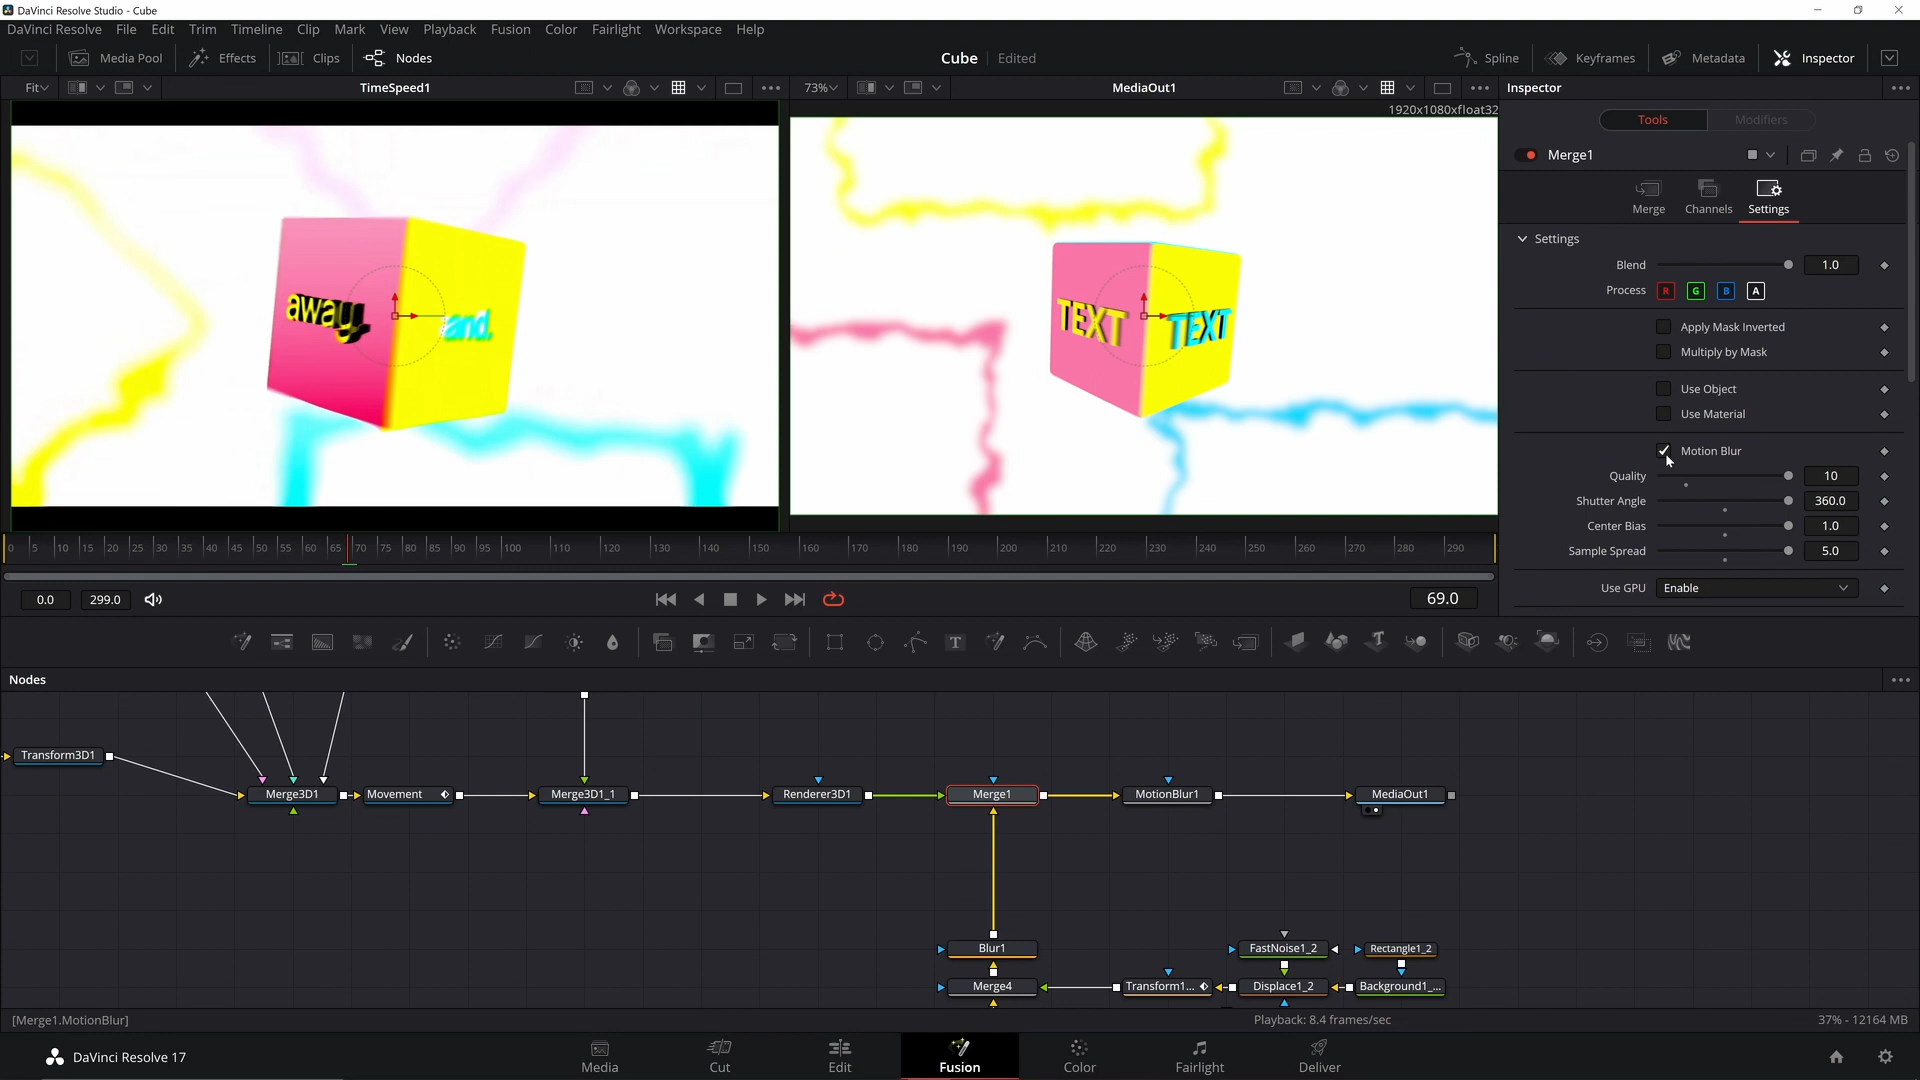 DaVinci Resolve Studio - Cube
DaVinci Resolve File Edit Trim Timeline Clip Mark View Playback Fusion Color Fairlight Workspace Help
Media Pool Effects Clips Nodes Cube Edited Spline Keyframes Metadata Inspector
Fit TimeSpeed1 73% MediaOut1 Inspector
1920x1080xfloat32
Tools Modifiers
Merge1
Merge Channels Settings
Settings
Blend 1.0
Process R G B A
Apply Mask Inverted
Multiply by Mask
Use Object
Use Material
Motion Blur
Quality 10
Shutter Angle 360.0
Center Bias 1.0
Sample Spread 5.0
Use GPU Enable
away and.
TEXT TEXT
0 5 10 15 20 25 30 35 40 45 50 55 60 65 70 75 80 85 90 95 100 110 120 130 140 150 160 170 180 190 200 210 220 230 240 250 260 270 280 290
0.0 299.0 69.0
Nodes
Transform3D1
Merge3D1 Movement Merge3D1_1 Renderer3D1 Merge1 MotionBlur1 MediaOut1
Blur1 FastNoise1_2 Rectangle1_2
Merge4 Transform1... Displace1_2 Background1_...
[Merge1.MotionBlur] Playback: 8.4 frames/sec 37% - 12164 MB
DaVinci Resolve 17 Media Cut Edit Fusion Color Fairlight Deliver